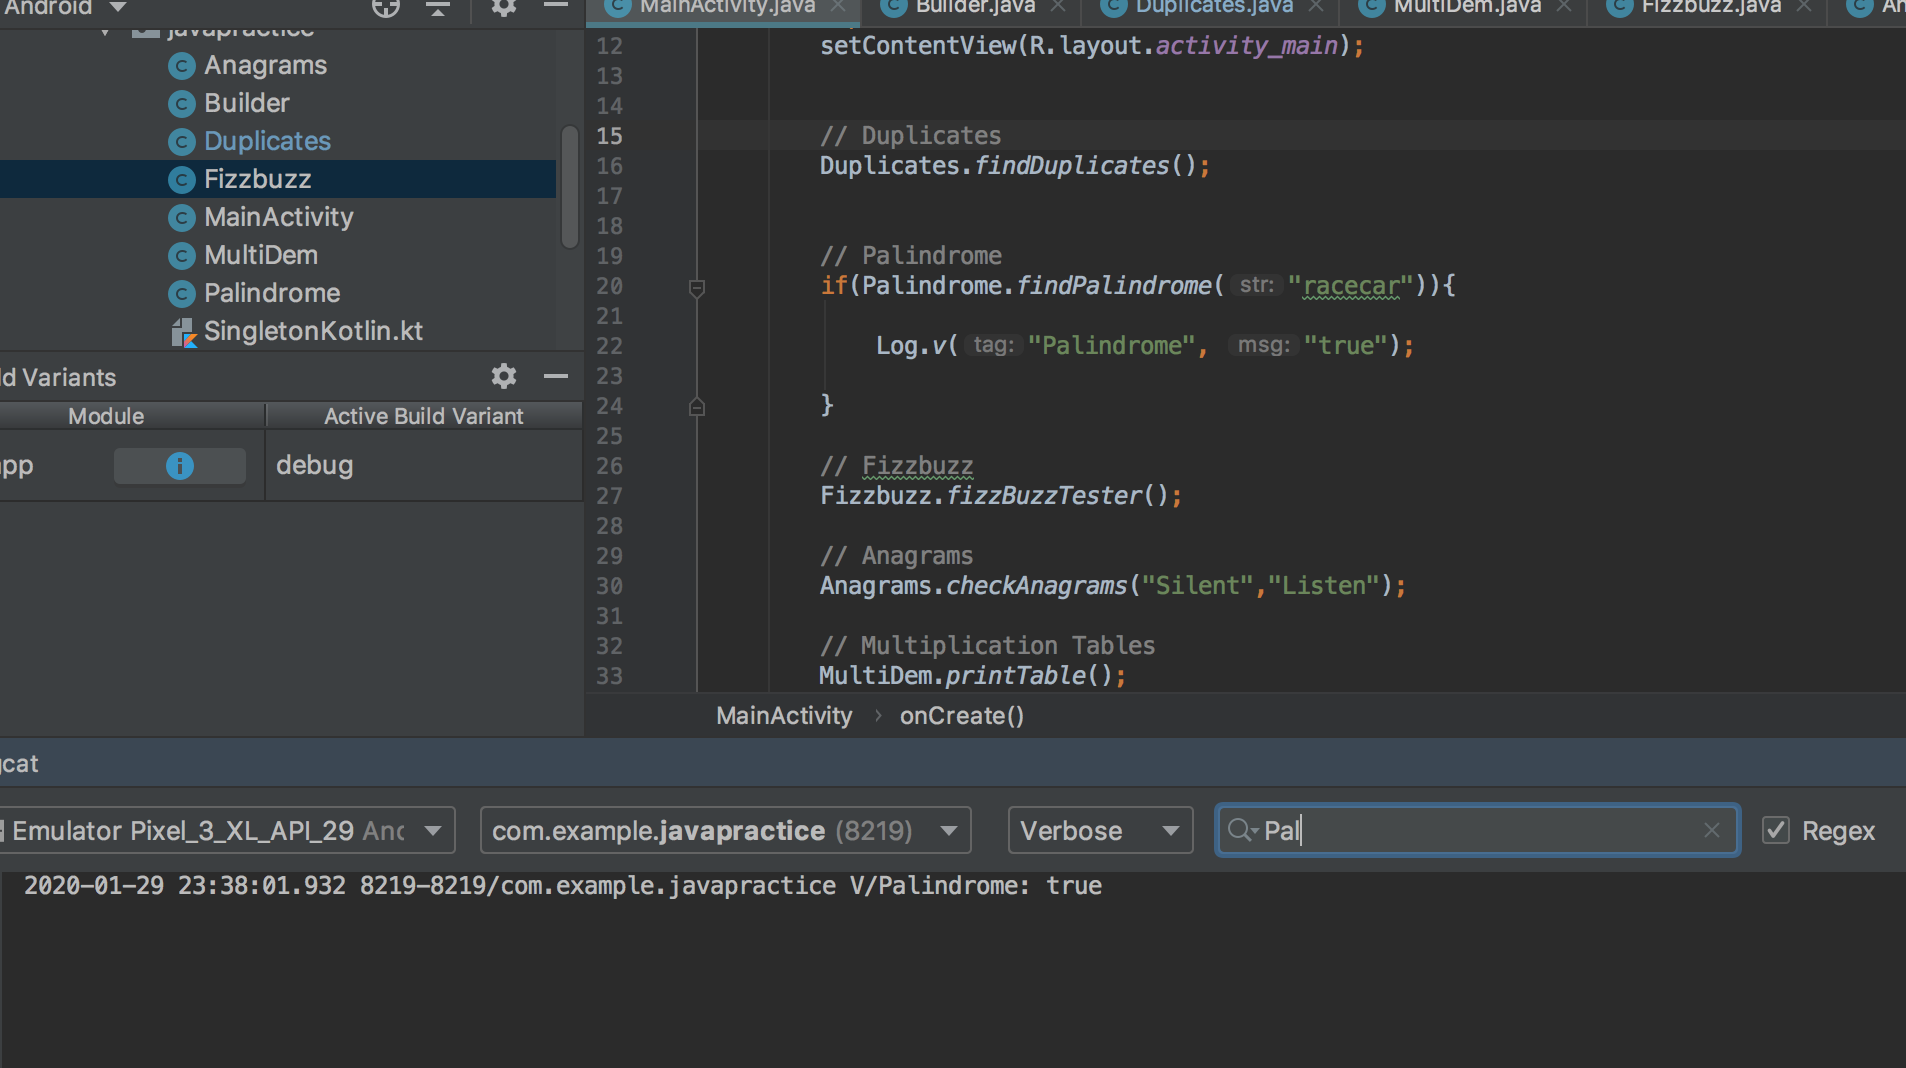 Android
MainActivity.java
Builder.java
Duplicates.java
MultiDem.java
Fizzbuzz.java
An
javapractice
Anagrams
Builder
Duplicates
Fizzbuzz
MainActivity
MultiDem
Palindrome
SingletonKotlin.kt
d Variants
Module
Active Build Variant
app
debug
12 setContentView(R.layout.activity_main);
13
14
15 // Duplicates
16 Duplicates.findDuplicates();
17
18
19 // Palindrome
20 if(Palindrome.findPalindrome( str: "racecar")){
21
22 Log.v( tag: "Palindrome", msg: "true");
23
24 }
25
26 // Fizzbuzz
27 Fizzbuzz.fizzBuzzTester();
28
29 // Anagrams
30 Anagrams.checkAnagrams("Silent","Listen");
31
32 // Multiplication Tables
33 MultiDem.printTable();
MainActivity › onCreate()
gcat
Emulator Pixel_3_XL_API_29 And
com.example.javapractice (8219)
Verbose
Pal
Regex
2020-01-29 23:38:01.932 8219-8219/com.example.javapractice V/Palindrome: true